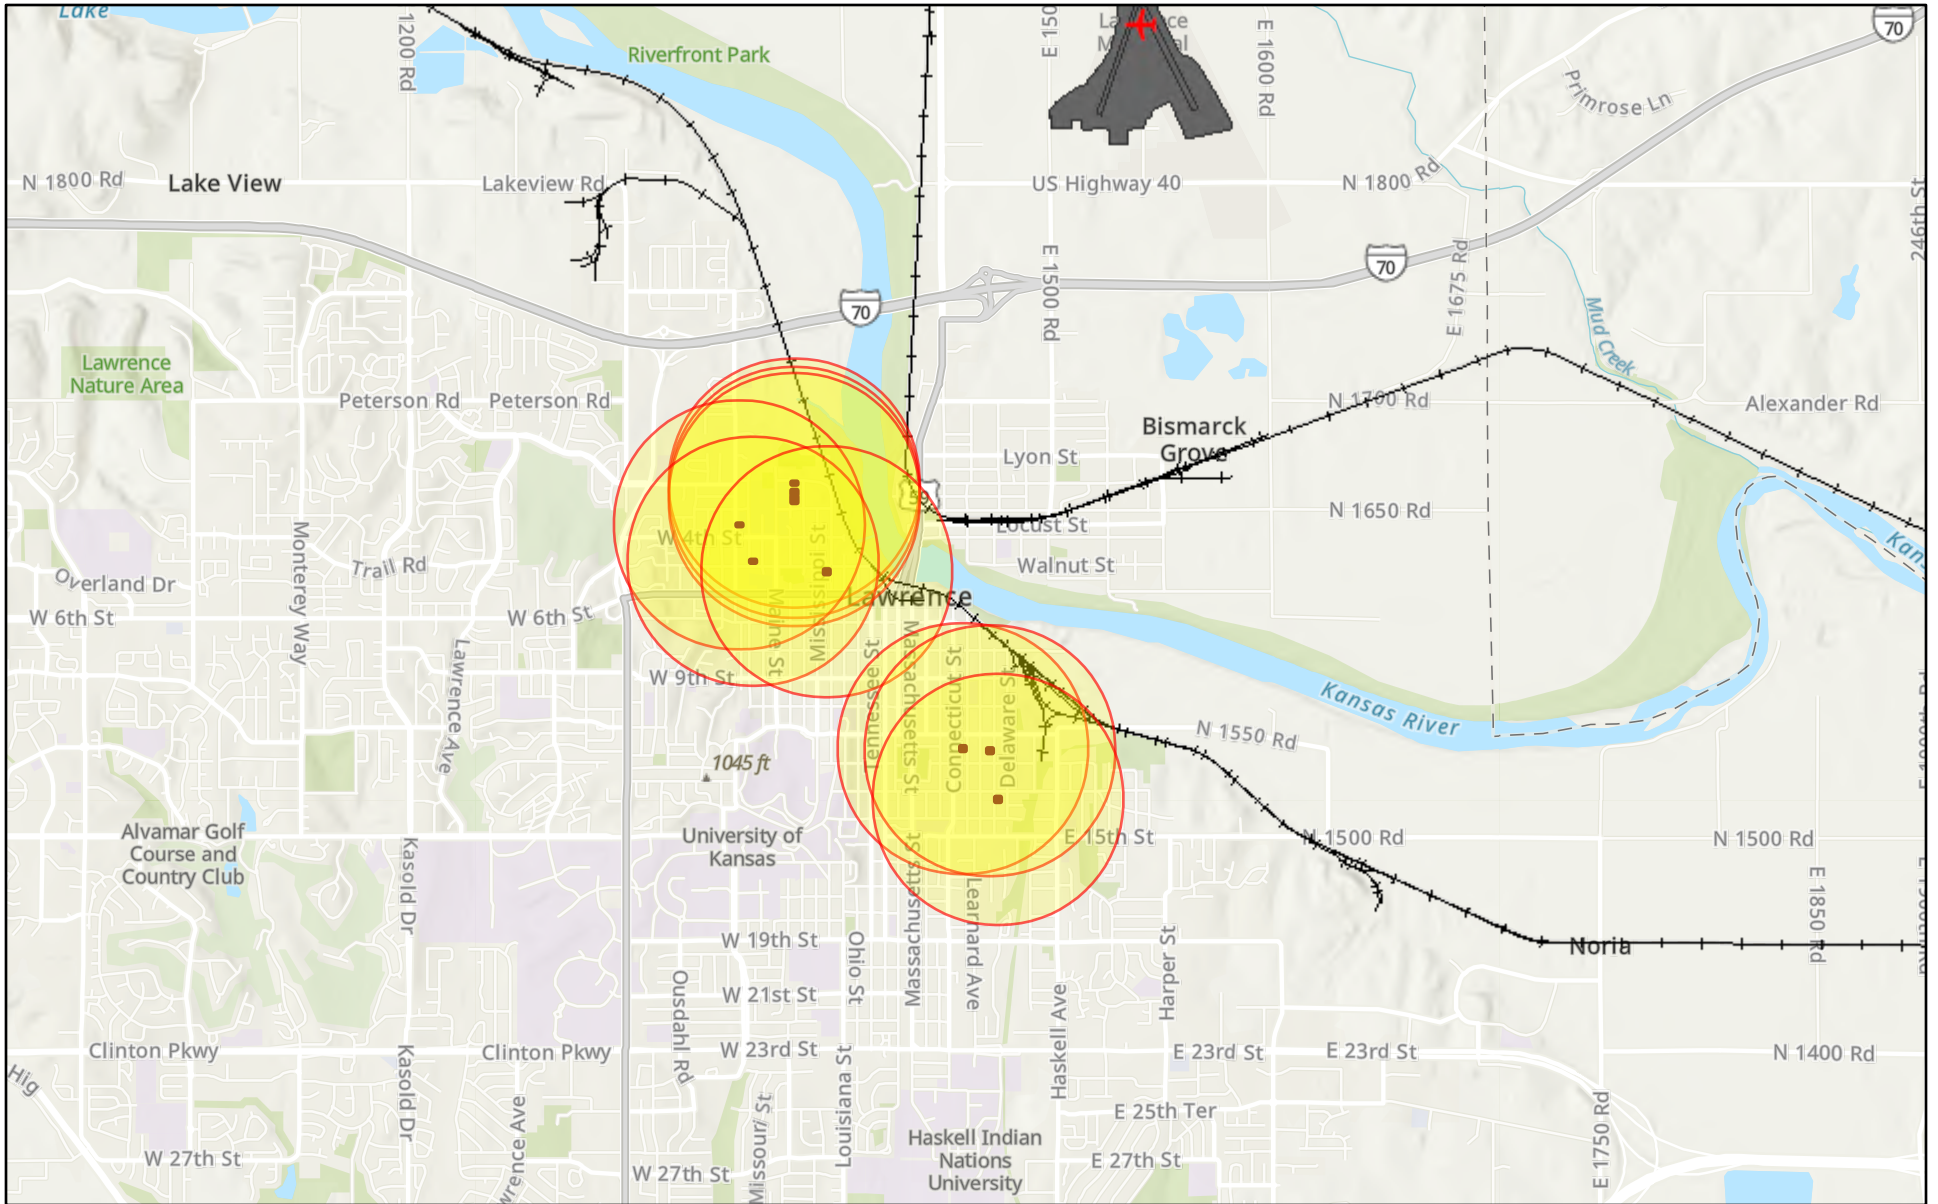 Lake
1200 Rd
Riverfront Park
E 1600 Rd
70
Primrose Ln
N 1800 Rd
Lake View
Lakeview Rd
US Highway 40
N 1800 Rd
246th St
E 1500 Rd
70
E 1675 Rd
70
Mud Creek
Lawrence
Nature Area
Peterson Rd
Peterson Rd
N 1700 Rd
Alexander Rd
Bismarck
Grove
Lyon St
59
N 1650 Rd
Locust St
W 4th St
Mississippi St
Monterey Way
Trail Rd
Walnut St
Overland Dr
W 6th St
W 6th St
Lawrence
Maine St
Lawrence Ave
W 9th St
Tennessee St
Massachusetts St
Connecticut St
Delaware St
Kansas River
N 1550 Rd
1045 ft
University of
Kansas
Alvamar Golf
Course and
Country Club
E 15th St
N 1500 Rd
N 1500 Rd
Kasold Dr
Massachusetts St
Learnard Ave
E 1850 Rd
W 19th St
Ohio St
Harper St
Noria
Ousdahl Rd
W 21st St
Haskell Ave
Clinton Pkwy
Clinton Pkwy
W 23rd St
E 23rd St
E 23rd St
N 1400 Rd
Hig
Kasold Dr
Louisiana St
Missouri St
E 25th Ter
E 1750 Rd
W 27th St
W 27th St
Haskell Indian
Nations
University
E 27th St